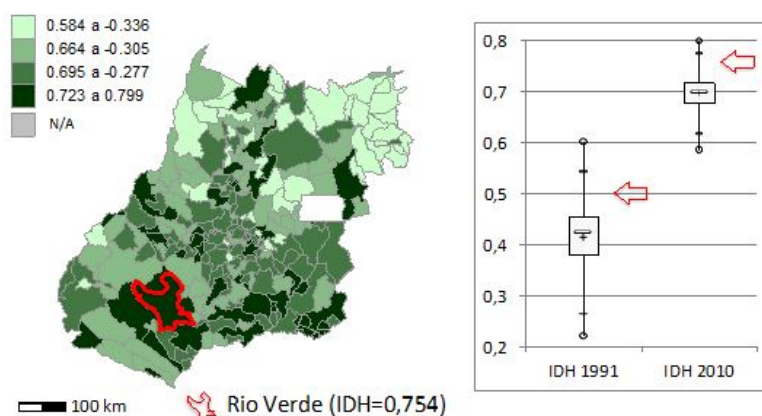 0.584 a -0.336
0.664 a -0.305
0.695 a -0.277
0.723 a 0.799
N/A
100 km
Rio Verde (IDH=0,754)
0,8
0,7
0,6
0,5
0,4
0,3
0,2
IDH 1991 IDH 2010